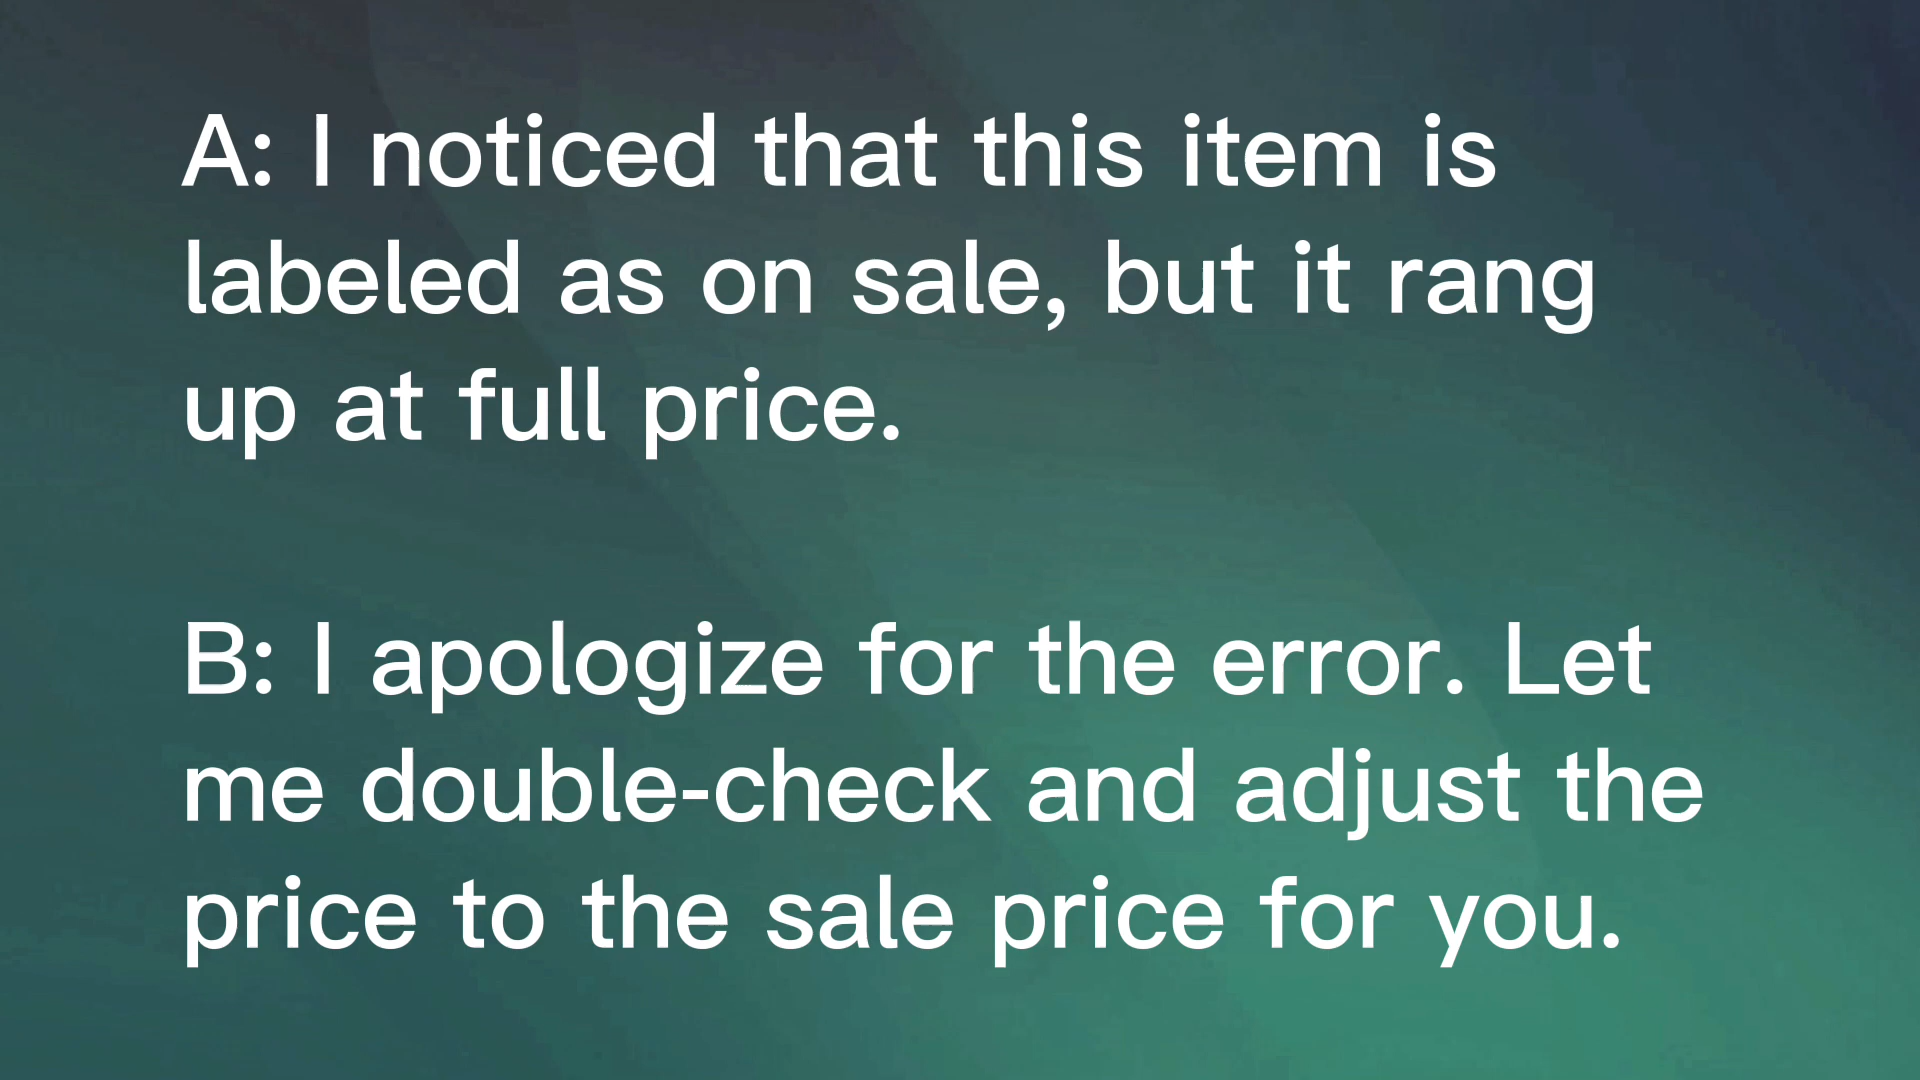 A: I noticed that this item is
labeled as on sale, but it rang
up at full price.
B: I apologize for the error. Let
me double-check and adjust the
price to the sale price for you.